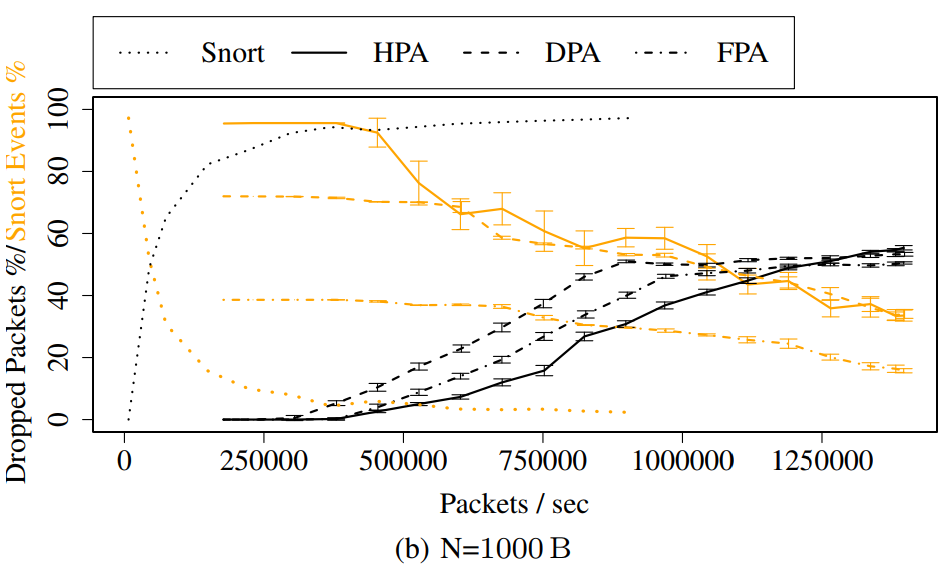 Snort HPA DPA FPA
Dropped Packets %/ Snort Events %
100
80
60
40
20
0
0 250000 500000 750000 1000000 1250000
Packets / sec
(b) N=1000 B